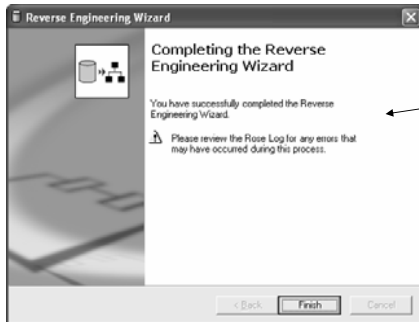 Reverse Engineering Wizard
Completing the Reverse
Engineering Wizard
You have successfully completed the Reverse
Engineering Wizard.
Please review the Rose Log for any errors that
may have occurred during this process.
< Back
Finish
Cancel